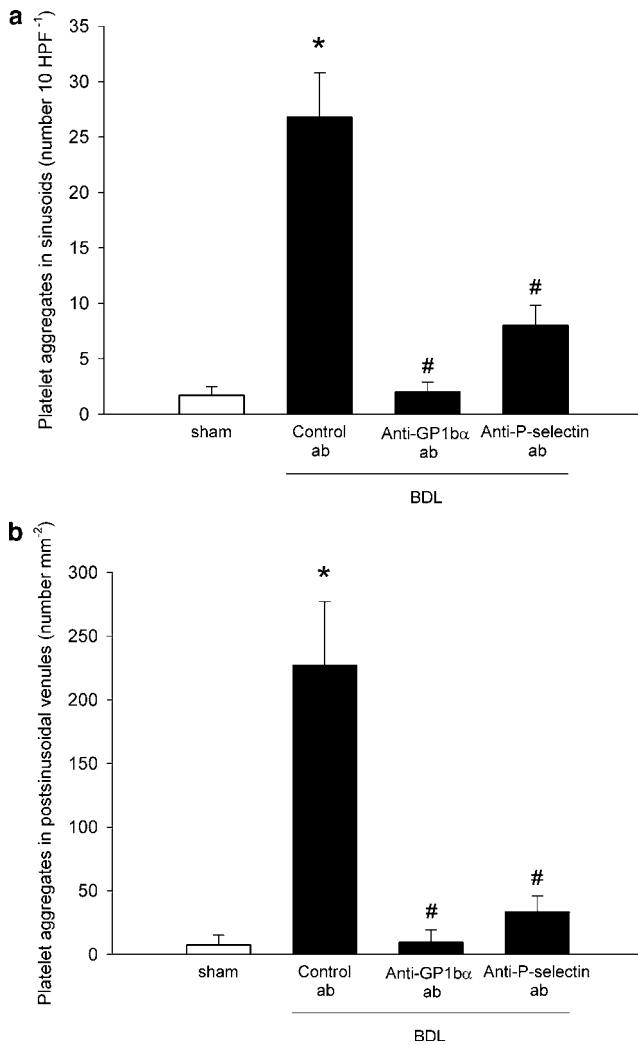 a
Platelet aggregates in sinusoids (number 10 HPF⁻¹)
35
30
25
20
15
10
5
0
*
#
#
sham
Control ab
Anti-GP1bα ab
Anti-P-selectin ab
BDL
b
Platelet aggregates in postsinusoidal venules (number mm⁻²)
300
250
200
150
100
50
0
*
#
#
sham
Control ab
Anti-GP1bα ab
Anti-P-selectin ab
BDL